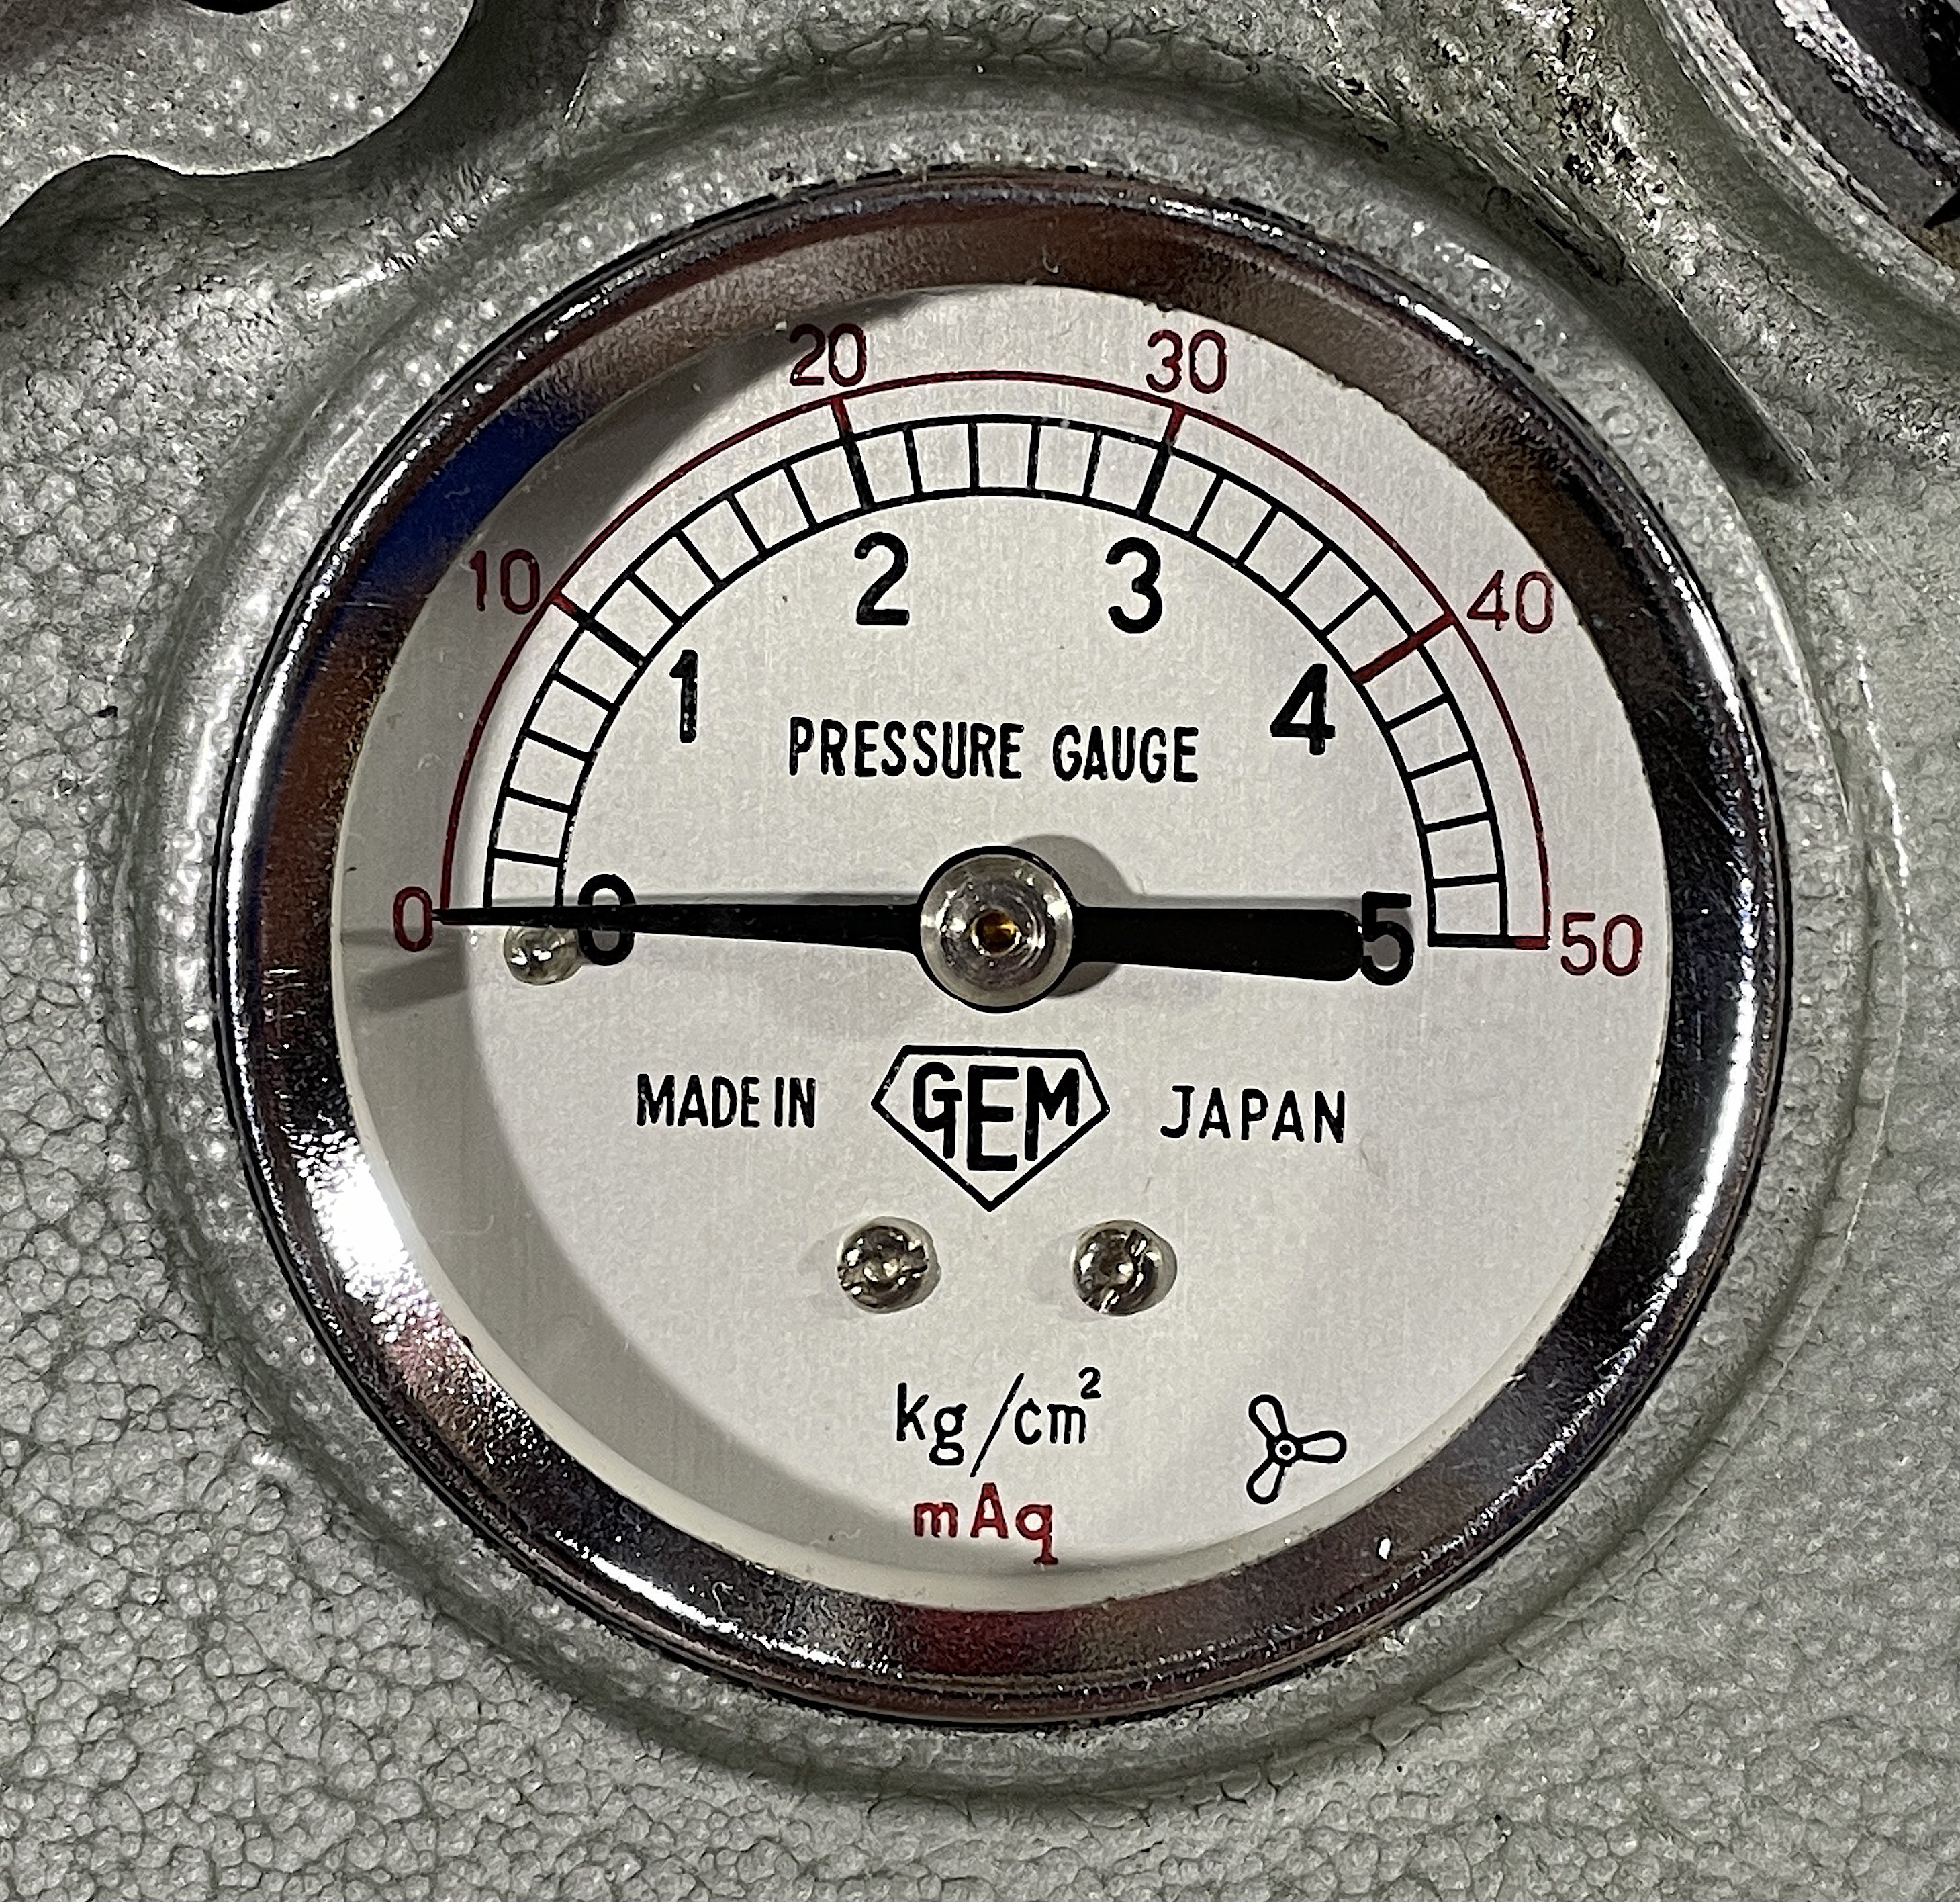 20 30
10 40
2 3
1 4
PRESSURE GAUGE
0 0 5 50
MADE IN GEM JAPAN
kg/cm²
mAq